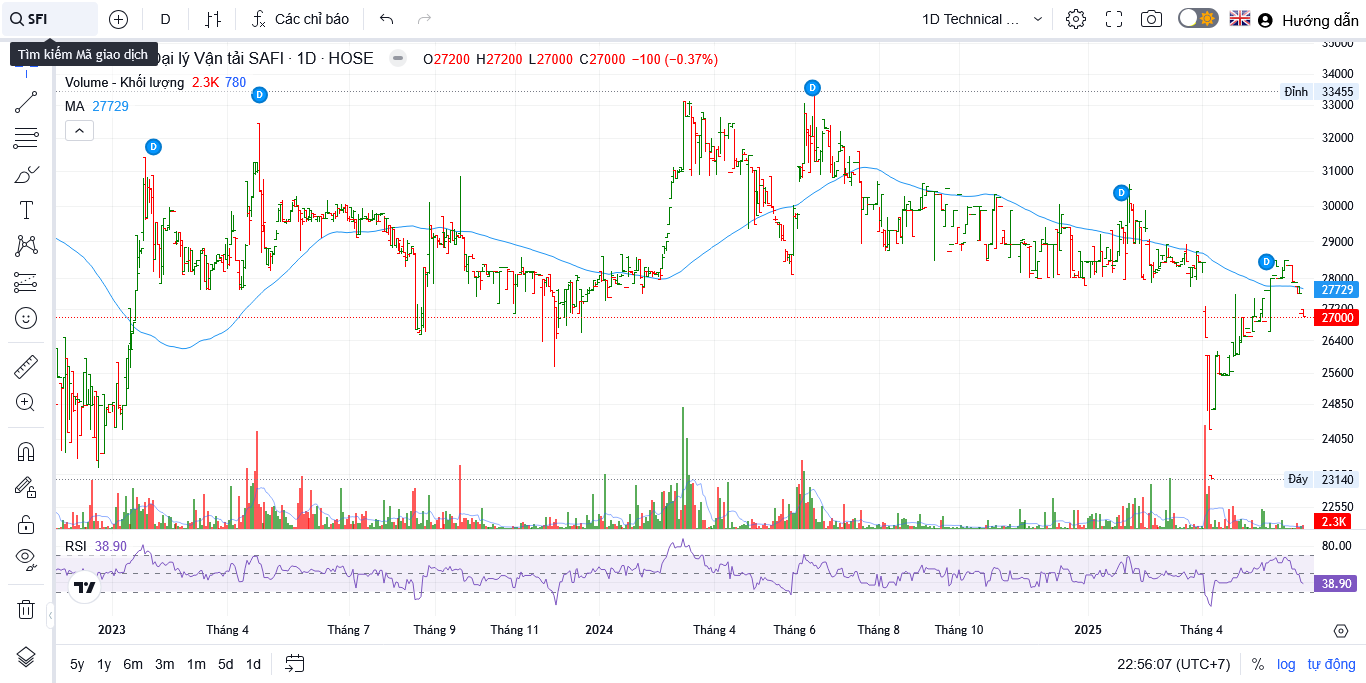 SFI
D
Các chỉ báo
1D Technical ...
Hướng dẫn
Tìm kiếm Mã giao dịch
Đại lý Vận tải SAFI · 1D · HOSE
O27200 H27200 L27000 C27000 −100 (−0.37%)
Volume - Khối lượng 2.3K 780
MA 27729
D
D
D
D
D
35000
34000
Đỉnh 33455
33000
32000
31000
30000
29000
28000
27729
27200
27000
26400
25600
24850
24050
Đáy 23140
22550
2.3K
RSI 38.90
80.00
38.90
2023
Tháng 4
Tháng 7
Tháng 9
Tháng 11
2024
Tháng 4
Tháng 6
Tháng 8
Tháng 10
2025
Tháng 4
5y 1y 6m 3m 1m 5d 1d
22:56:07 (UTC+7)
% log tự động